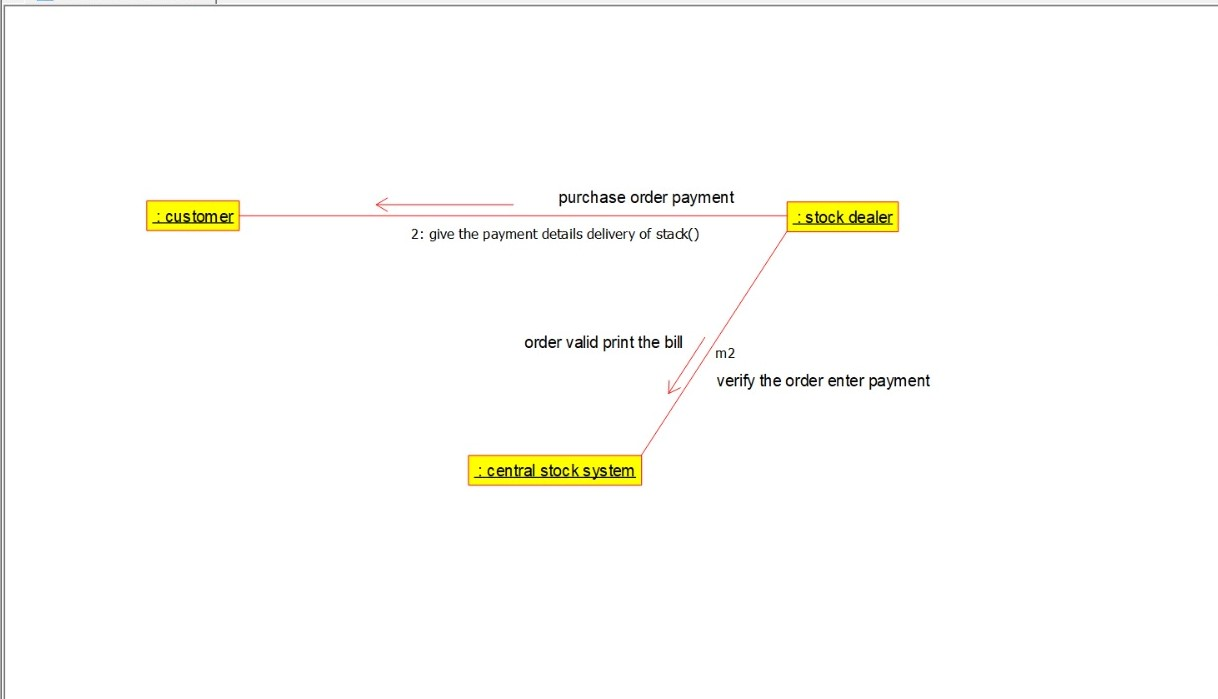 purchase order payment
: customer
: stock dealer
2: give the payment details delivery of stack()
order valid print the bill
m2
verify the order enter payment
: central stock system